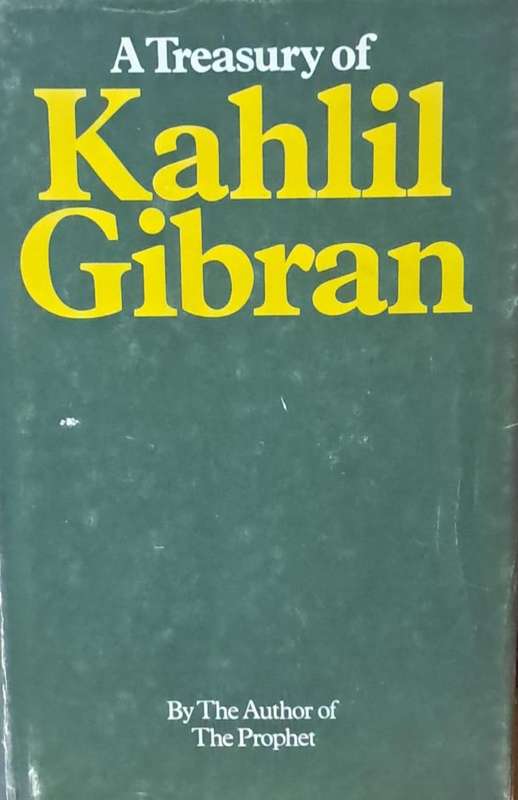 A Treasury of
Kahlil
Gibran
By The Author of
The Prophet